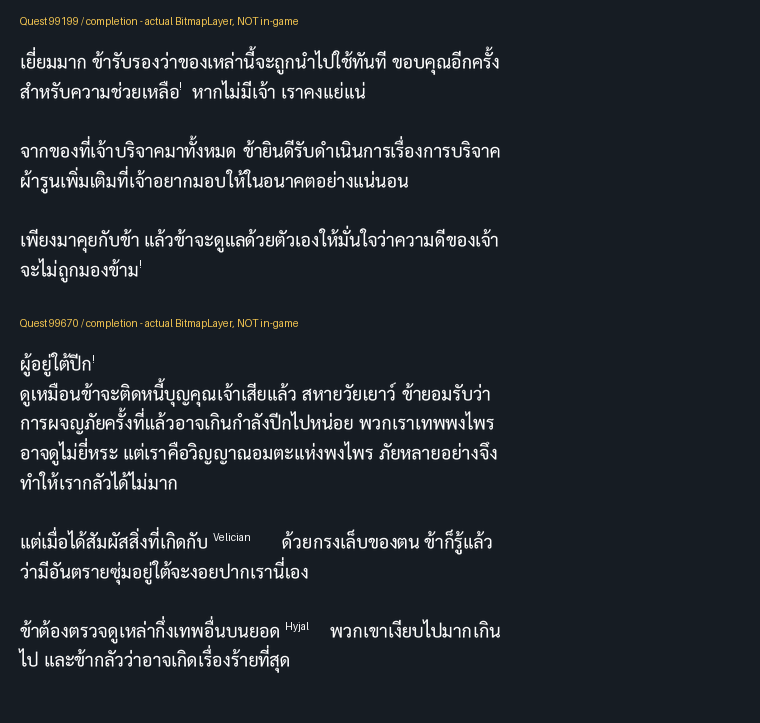 Quest 99199 / completion - actual BitmapLayer, NOT in-game
เยี่ยมมาก ข้ารับรองว่าของเหล่านี้จะถูกนำไปใช้ทันที ขอบคุณอีกครั้ง
สำหรับความช่วยเหลือ! หากไม่มีเจ้า เราคงแย่แน่
จากของที่เจ้าบริจาคมาทั้งหมด ข้ายินดีรับดำเนินการเรื่องการบริจาค
ผ้ารูนเพิ่มเติมที่เจ้าอยากมอบให้ในอนาคตอย่างแน่นอน
เพียงมาคุยกับข้า แล้วข้าจะดูแลด้วยตัวเองให้มั่นใจว่าความดีของเจ้า
จะไม่ถูกมองข้าม!
Quest 99670 / completion - actual BitmapLayer, NOT in-game
ผู้อยู่ใต้ปีก!
ดูเหมือนข้าจะติดหนี้บุญคุณเจ้าเสียแล้ว สหายวัยเยาว์ ข้ายอมรับว่า
การผจญภัยครั้งที่แล้วอาจเกินกำลังปีกไปหน่อย พวกเราเทพพงไพร
อาจดูไม่ยี่หระ แต่เราคือวิญญาณอมตะแห่งพงไพร ภัยหลายอย่างจึง
ทำให้เรากลัวได้ไม่มาก
แต่เมื่อได้สัมผัสสิ่งที่เกิดกับ Velician ด้วยกรงเล็บของตน ข้าก็รู้แล้ว
ว่ามีอันตรายซุ่มอยู่ใต้จะงอยปากเรานี่เอง
ข้าต้องตรวจดูเหล่ากึ่งเทพอื่นบนยอด Hyjal พวกเขาเงียบไปมากเกิน
ไป และข้ากลัวว่าอาจเกิดเรื่องร้ายที่สุด